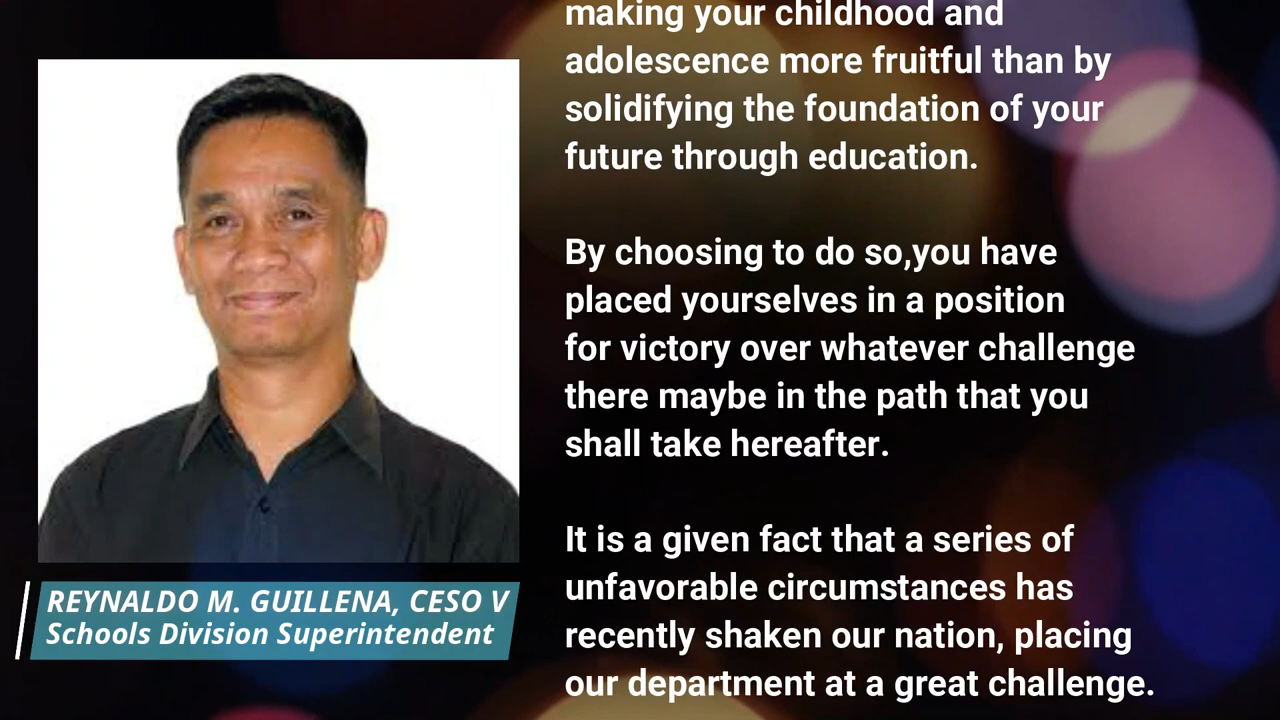 making your childhood and
adolescence more fruitful than by
solidifying the foundation of your
future through education.
By choosing to do so,you have
placed yourselves in a position
for victory over whatever challenge
there maybe in the path that you
shall take hereafter.
It is a given fact that a series of
unfavorable circumstances has
recently shaken our nation, placing
our department at a great challenge.
REYNALDO M. GUILLENA, CESO V
Schools Division Superintendent